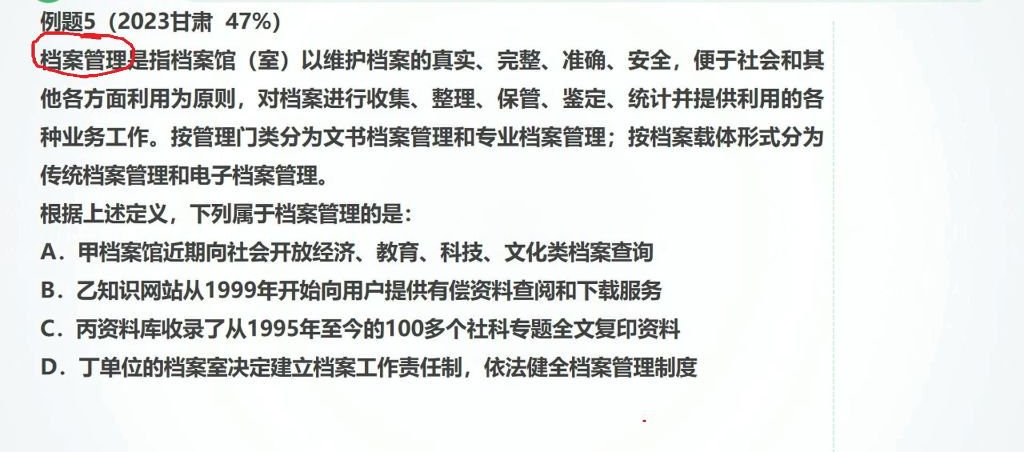 例题5（2023甘肃 47%）
档案管理是指档案馆（室）以维护档案的真实、完整、准确、安全，便于社会和其
他各方面利用为原则，对档案进行收集、整理、保管、鉴定、统计并提供利用的各
种业务工作。按管理门类分为文书档案管理和专业档案管理；按档案载体形式分为
传统档案管理和电子档案管理。
根据上述定义，下列属于档案管理的是：
A．甲档案馆近期向社会开放经济、教育、科技、文化类档案查询
B．乙知识网站从1999年开始向用户提供有偿资料查阅和下载服务
C．丙资料库收录了从1995年至今的100多个社科专题全文复印资料
D．丁单位的档案室决定建立档案工作责任制，依法健全档案管理制度